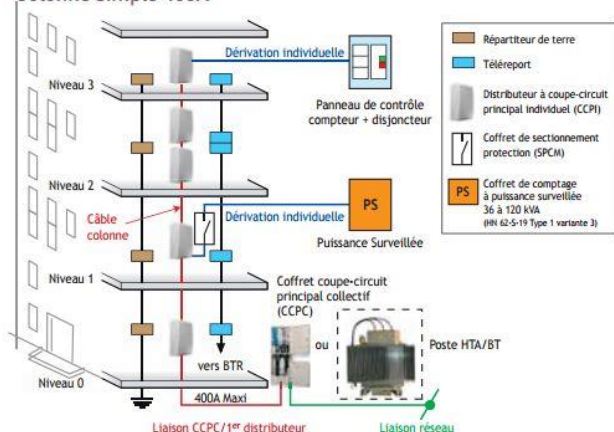 Niveau 3
Dérivation individuelle
Panneau de contrôle
compteur + disjoncteur
Niveau 2
Câble
colonne
Dérivation individuelle
PS
Puissance Surveillée
Niveau 1
Coffret coupe-circuit
principal collectif
(CCPC)
ou
Poste HTA/BT
vers BTR
Niveau 0
400A Maxi
Liaison CCPC/1er distributeur
Liaison réseau
Répartiteur de terre
Téléreport
Distributeur à coupe-circuit
principal individuel (CCPI)
Coffret de sectionnement
protection (SPCM)
PS
Coffret de comptage
à puissance surveillée
36 à 120 kVA
(HN 62-S-19 Type 1 variante 3)